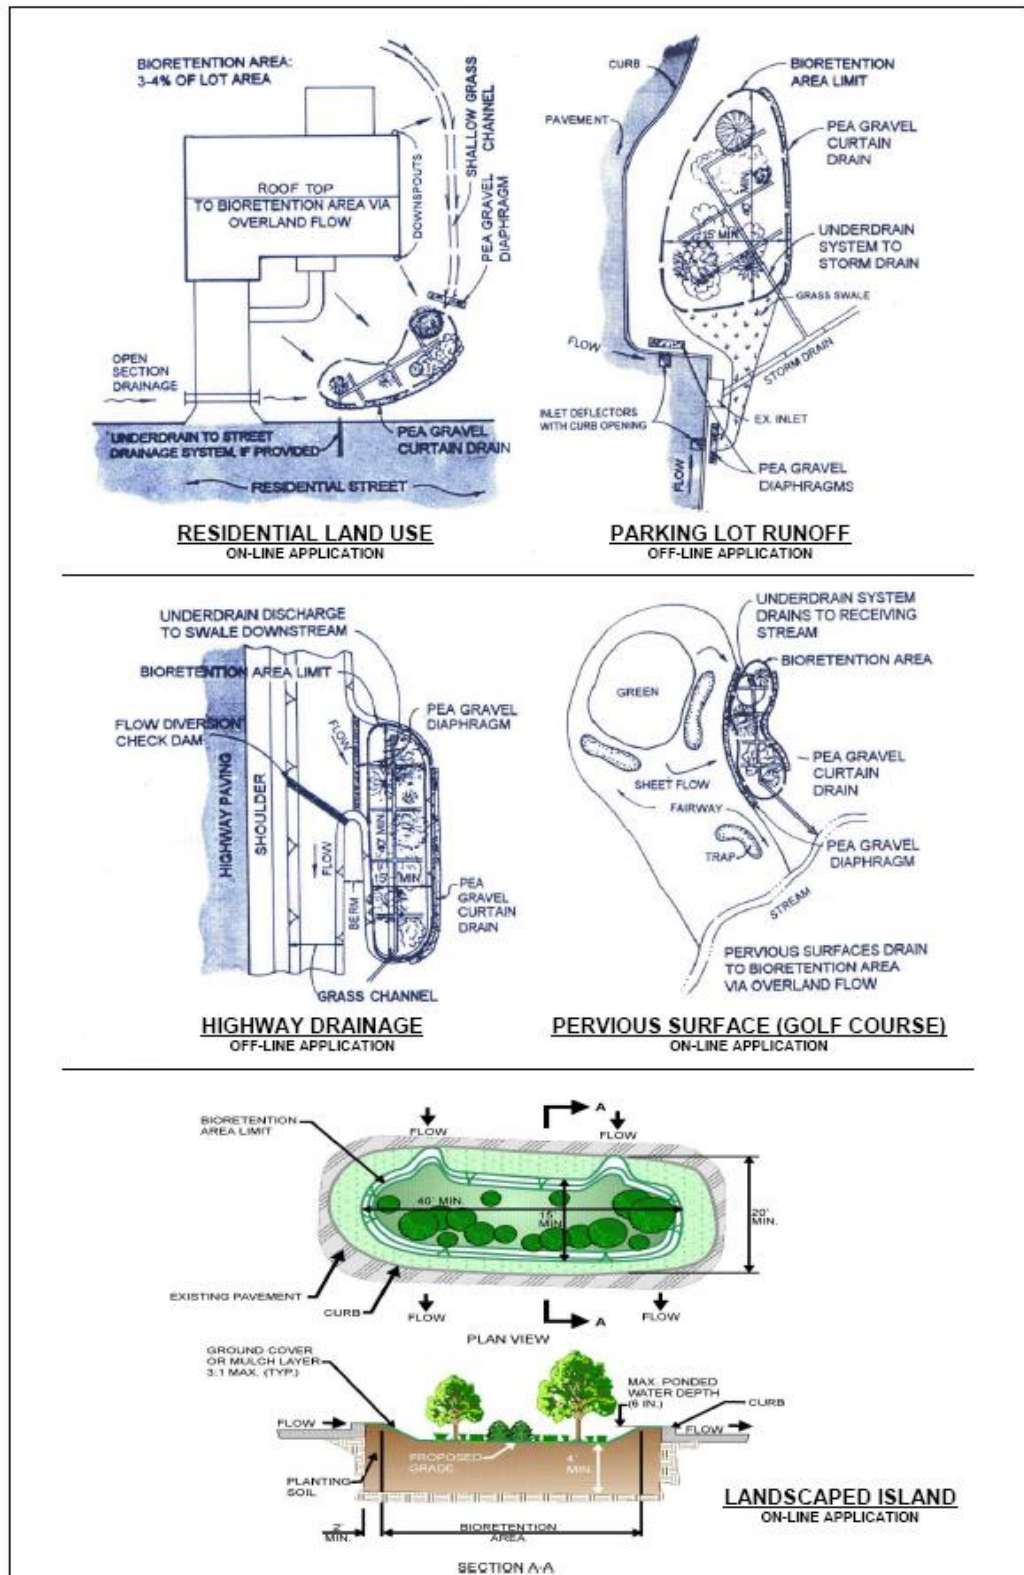 BIORETENTION AREA:
3-4% OF LOT AREA
SHALLOW GRASS
CHANNEL
PEA GRAVEL
DIAPHRAGM
DOWNSPOUTS
ROOF TOP
TO BIORETENTION AREA VIA
OVERLAND FLOW
OPEN
SECTION
DRAINAGE
UNDERDRAIN TO STREET
DRAINAGE SYSTEM, IF PROVIDED
PEA GRAVEL
CURTAIN DRAIN
RESIDENTIAL STREET
RESIDENTIAL LAND USE
ON-LINE APPLICATION
CURB
BIORETENTION
AREA LIMIT
PAVEMENT
PEA GRAVEL
CURTAIN
DRAIN
40' MIN.
15' MIN.
UNDERDRAIN
SYSTEM TO
STORM DRAIN
GRASS SWALE
FLOW
STORM DRAIN
INLET DEFLECTORS
WITH CURB OPENING
EX. INLET
FLOW
PEA GRAVEL
DIAPHRAGMS
PARKING LOT RUNOFF
OFF-LINE APPLICATION
UNDERDRAIN DISCHARGE
TO SWALE DOWNSTREAM
BIORETENTION AREA LIMIT
PEA GRAVEL
DIAPHRAGM
FLOW DIVERSION
CHECK DAM
FLOW
HIGHWAY PAVING
SHOULDER
40' MIN.
FLOW
15' MIN.
BERM
PEA
GRAVEL
CURTAIN
DRAIN
GRASS CHANNEL
HIGHWAY DRAINAGE
OFF-LINE APPLICATION
UNDERDRAIN SYSTEM
DRAINS TO RECEIVING
STREAM
BIORETENTION AREA
GREEN
PEA GRAVEL
CURTAIN
DRAIN
SHEET FLOW
FAIRWAY
TRAP
PEA GRAVEL
DIAPHRAGM
STREAM
PERVIOUS SURFACES DRAIN
TO BIORETENTION AREA
VIA OVERLAND FLOW
PERVIOUS SURFACE (GOLF COURSE)
ON-LINE APPLICATION
BIORETENTION
AREA LIMIT
FLOW
A
FLOW
40' MIN.
15'
MIN.
20'
MIN.
EXISTING PAVEMENT
CURB
FLOW
A
FLOW
PLAN VIEW
GROUND COVER
OR MULCH LAYER
3:1 MAX. (TYP.)
MAX. PONDED
WATER DEPTH
(6 IN.)
CURB
FLOW
FLOW
PROPOSED
GRADE
4'
MIN.
PLANTING
SOIL
2'
MIN.
BIORETENTION
AREA
SECTION A-A
LANDSCAPED ISLAND
ON-LINE APPLICATION